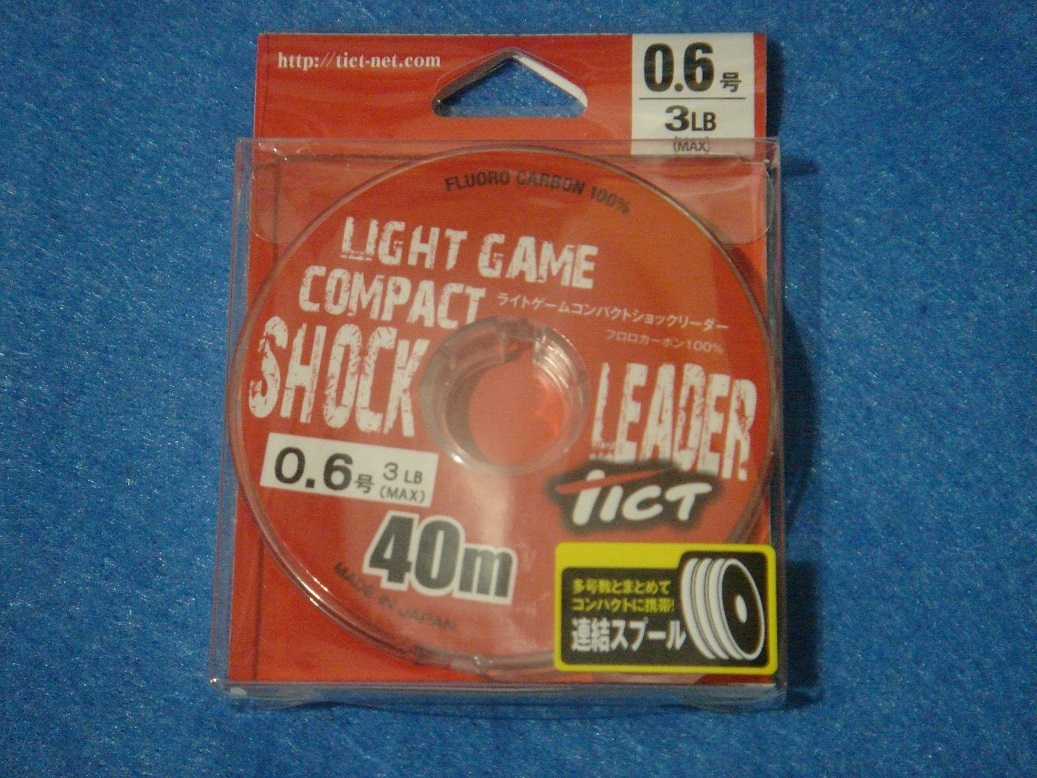 http://tict-net.com
0.6号
3LB
(MAX)
FLUORO CARBON 100%
LIGHT GAME
COMPACT
ライトゲームコンパクトショックリーダー
フロロカーボン100%
SHOCK LEADER
0.6号 3LB
(MAX)
TICT
40m
MADE IN JAPAN
多号数とまとめて
コンパクトに携帯!
連結スプール